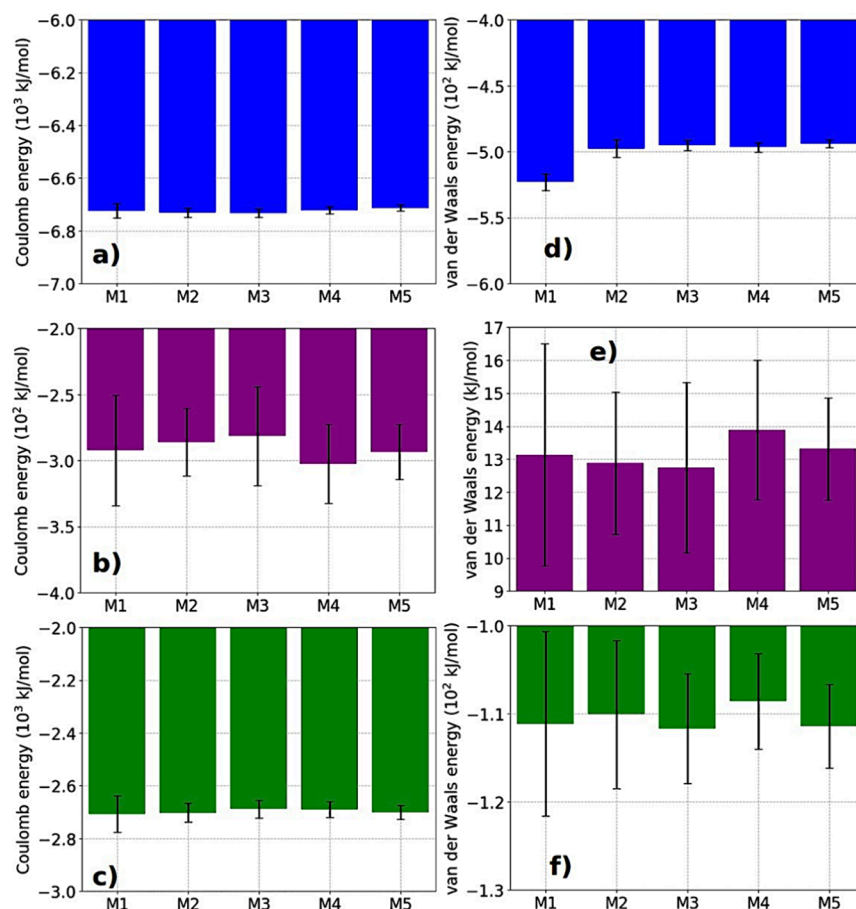 Coulomb energy (10³ kJ/mol)
−6.0
−6.2
−6.4
−6.6
−6.8
−7.0
a)
M1 M2 M3 M4 M5
van der Waals energy (10² kJ/mol)
−4.0
−4.5
−5.0
−5.5
−6.0
d)
M1 M2 M3 M4 M5
Coulomb energy (10² kJ/mol)
−2.0
−2.5
−3.0
−3.5
−4.0
b)
M1 M2 M3 M4 M5
van der Waals energy (kJ/mol)
17
16
15
14
13
12
11
10
9
e)
M1 M2 M3 M4 M5
Coulomb energy (10³ kJ/mol)
−2.0
−2.2
−2.4
−2.6
−2.8
−3.0
c)
M1 M2 M3 M4 M5
van der Waals energy (10² kJ/mol)
−1.0
−1.1
−1.2
−1.3
f)
M1 M2 M3 M4 M5